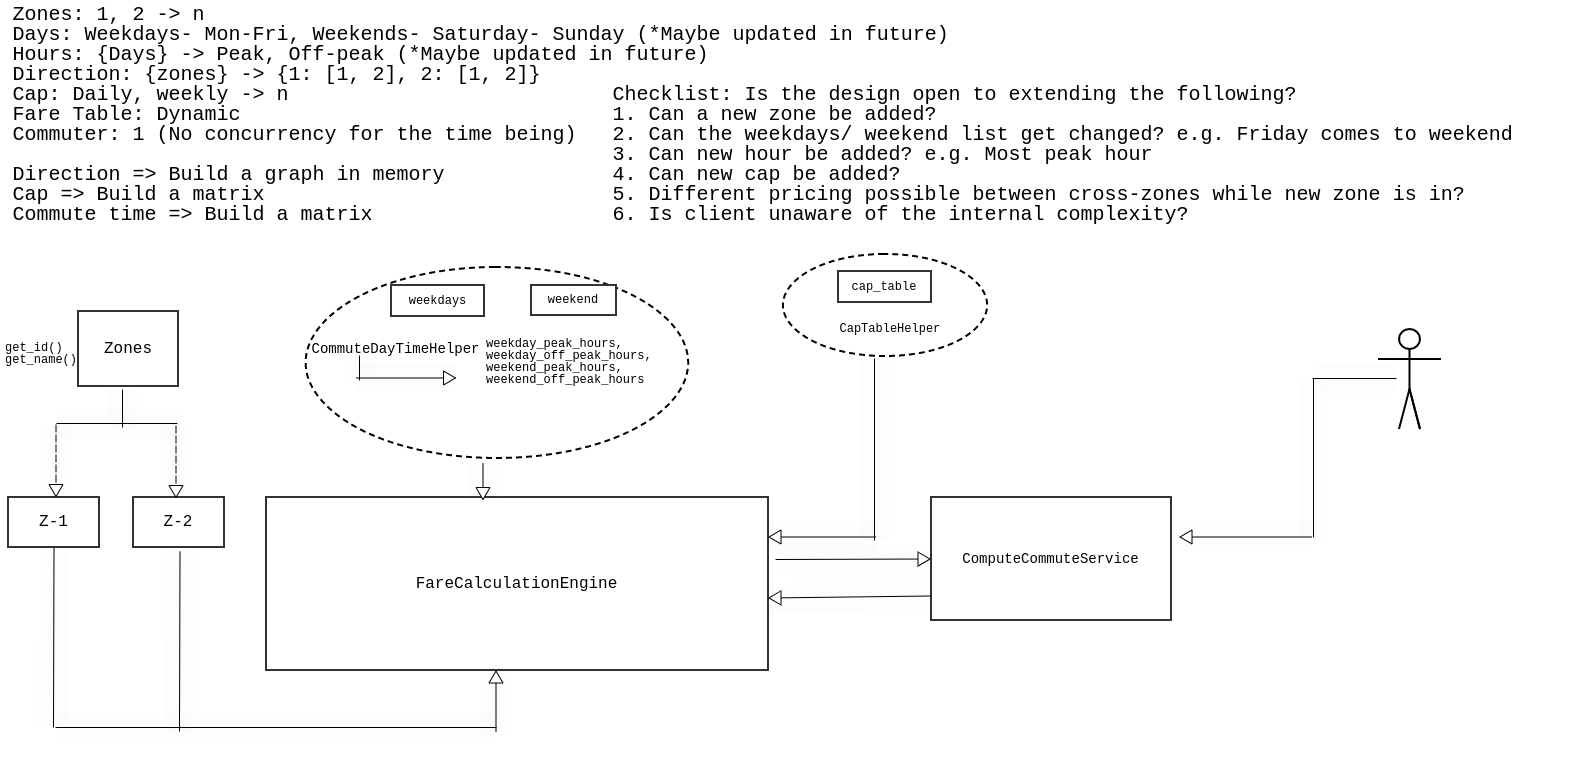 Zones: 1, 2 -> n
Days: Weekdays- Mon-Fri, Weekends- Saturday- Sunday (*Maybe updated in future)
Hours: {Days} -> Peak, Off-peak (*Maybe updated in future)
Direction: {zones} -> {1: [1, 2], 2: [1, 2]}
Cap: Daily, weekly -> n
Fare Table: Dynamic
Commuter: 1 (No concurrency for the time being)
Direction => Build a graph in memory
Cap => Build a matrix
Commute time => Build a matrix
Checklist: Is the design open to extending the following?
1. Can a new zone be added?
2. Can the weekdays/ weekend list get changed? e.g. Friday comes to weekend
3. Can new hour be added? e.g. Most peak hour
4. Can new cap be added?
5. Different pricing possible between cross-zones while new zone is in?
6. Is client unaware of the internal complexity?
get_id()
get_name()
Zones
weekdays
weekend
CommuteDayTimeHelper
weekday_peak_hours,
weekday_off_peak_hours,
weekend_peak_hours,
weekend_off_peak_hours
cap_table
CapTableHelper
Z-1
Z-2
FareCalculationEngine
ComputeCommuteService